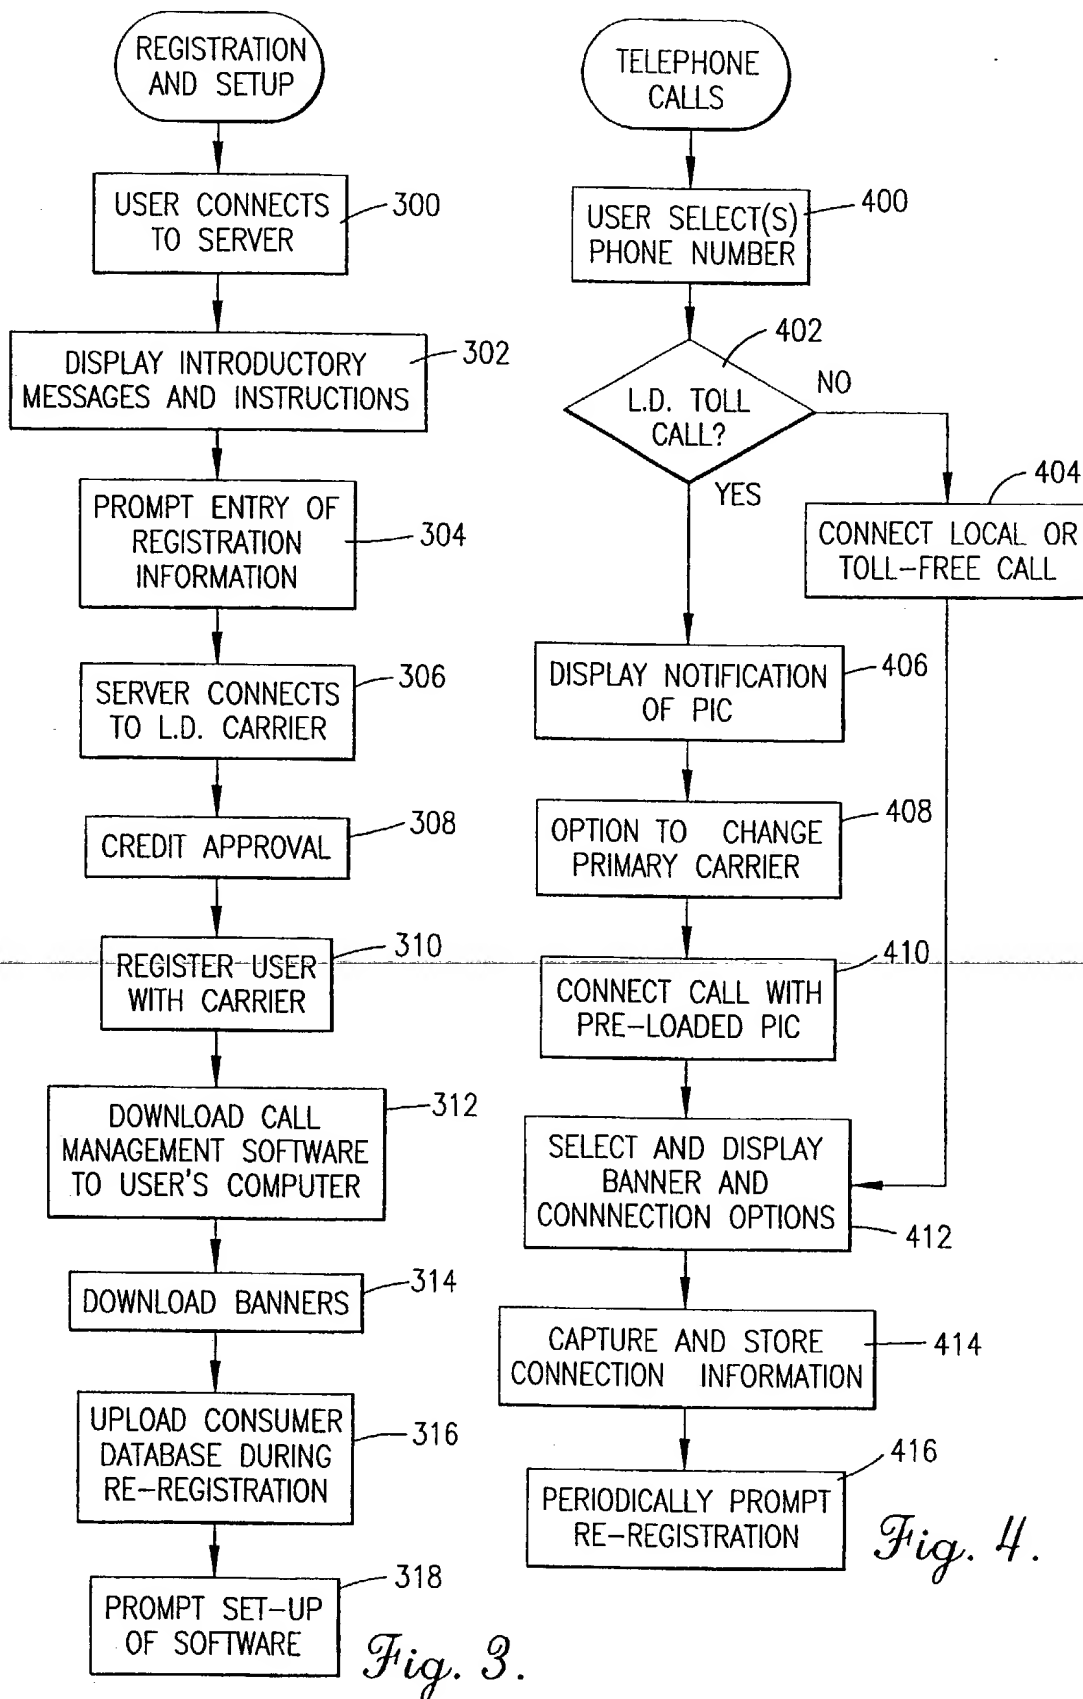 REGISTRATION
AND SETUP
USER CONNECTS
TO SERVER
300
DISPLAY INTRODUCTORY
MESSAGES AND INSTRUCTIONS
302
PROMPT ENTRY OF
REGISTRATION
INFORMATION
304
SERVER CONNECTS
TO L.D. CARRIER
306
CREDIT APPROVAL
308
REGISTER USER
WITH CARRIER
310
DOWNLOAD CALL
MANAGEMENT SOFTWARE
TO USER'S COMPUTER
312
DOWNLOAD BANNERS
314
UPLOAD CONSUMER
DATABASE DURING
RE-REGISTRATION
316
PROMPT SET-UP
OF SOFTWARE
318
Fig. 3.
TELEPHONE
CALLS
USER SELECT(S)
PHONE NUMBER
400
L.D. TOLL
CALL?
402
NO
YES
CONNECT LOCAL OR
TOLL-FREE CALL
404
DISPLAY NOTIFICATION
OF PIC
406
OPTION TO CHANGE
PRIMARY CARRIER
408
CONNECT CALL WITH
PRE-LOADED PIC
410
SELECT AND DISPLAY
BANNER AND
CONNNECTION OPTIONS
412
CAPTURE AND STORE
CONNECTION INFORMATION
414
PERIODICALLY PROMPT
RE-REGISTRATION
416
Fig. 4.